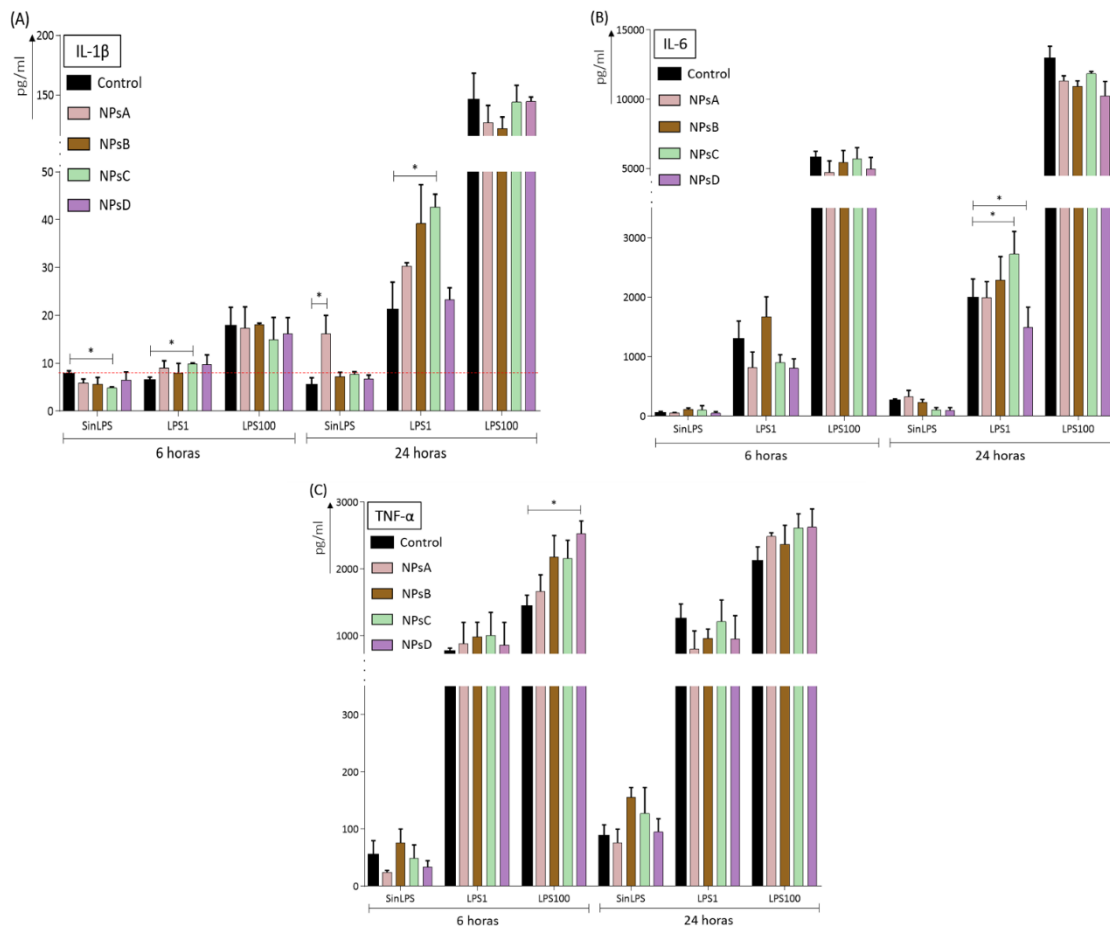 (A)
IL-1β
pg/ml
Control
NPsA
NPsB
NPsC
NPsD
150
100
50
40
30
20
10
0
*
*
*
*
SinLPS LPS1 LPS100 SinLPS LPS1 LPS100
6 horas 24 horas
(B)
IL-6
pg/ml
Control
NPsA
NPsB
NPsC
NPsD
15000
10000
5000
3000
2000
1000
0
*
*
SinLPS LPS1 LPS100 SinLPS LPS1 LPS100
6 horas 24 horas
(C)
TNF-α
pg/ml
Control
NPsA
NPsB
NPsC
NPsD
3000
2000
1000
300
200
100
0
*
SinLPS LPS1 LPS100 SinLPS LPS1 LPS100
6 horas 24 horas